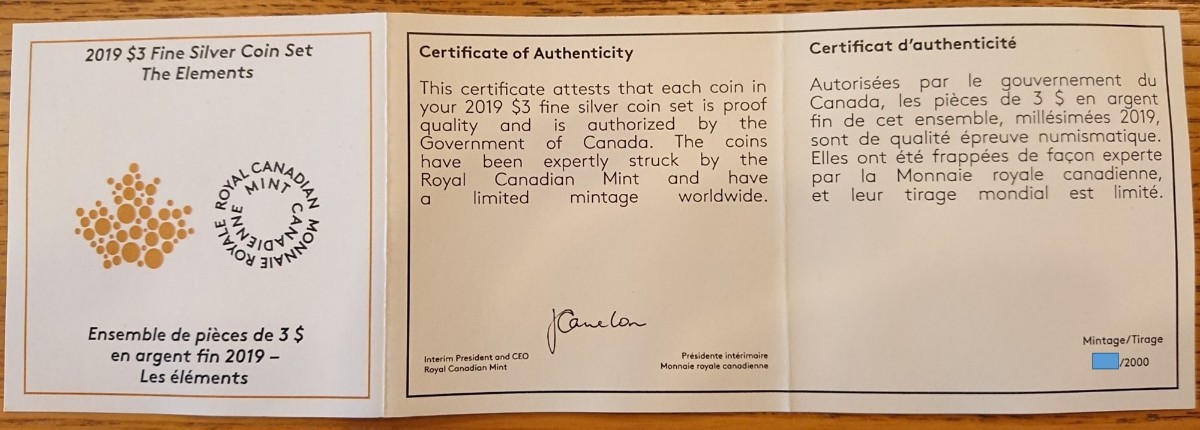 2019 $3 Fine Silver Coin Set
The Elements
ROYAL CANADIAN MINT
MONNAIE ROYALE CANADIENNE
Ensemble de pièces de 3 $
en argent fin 2019 –
Les éléments
Certificate of Authenticity
This certificate attests that each coin in
your 2019 $3 fine silver coin set is proof
quality and is authorized by the
Government of Canada. The coins
have been expertly struck by the
Royal Canadian Mint and have
a limited mintage worldwide.
JCamelon
Interim President and CEO
Royal Canadian Mint
Présidente intérimaire
Monnaie royale canadienne
Certificat d'authenticité
Autorisées par le gouvernement du
Canada, les pièces de 3 $ en argent
fin de cet ensemble, millésimées 2019,
sont de qualité épreuve numismatique.
Elles ont été frappées de façon experte
par la Monnaie royale canadienne,
et leur tirage mondial est limité.
Mintage/Tirage
/2000